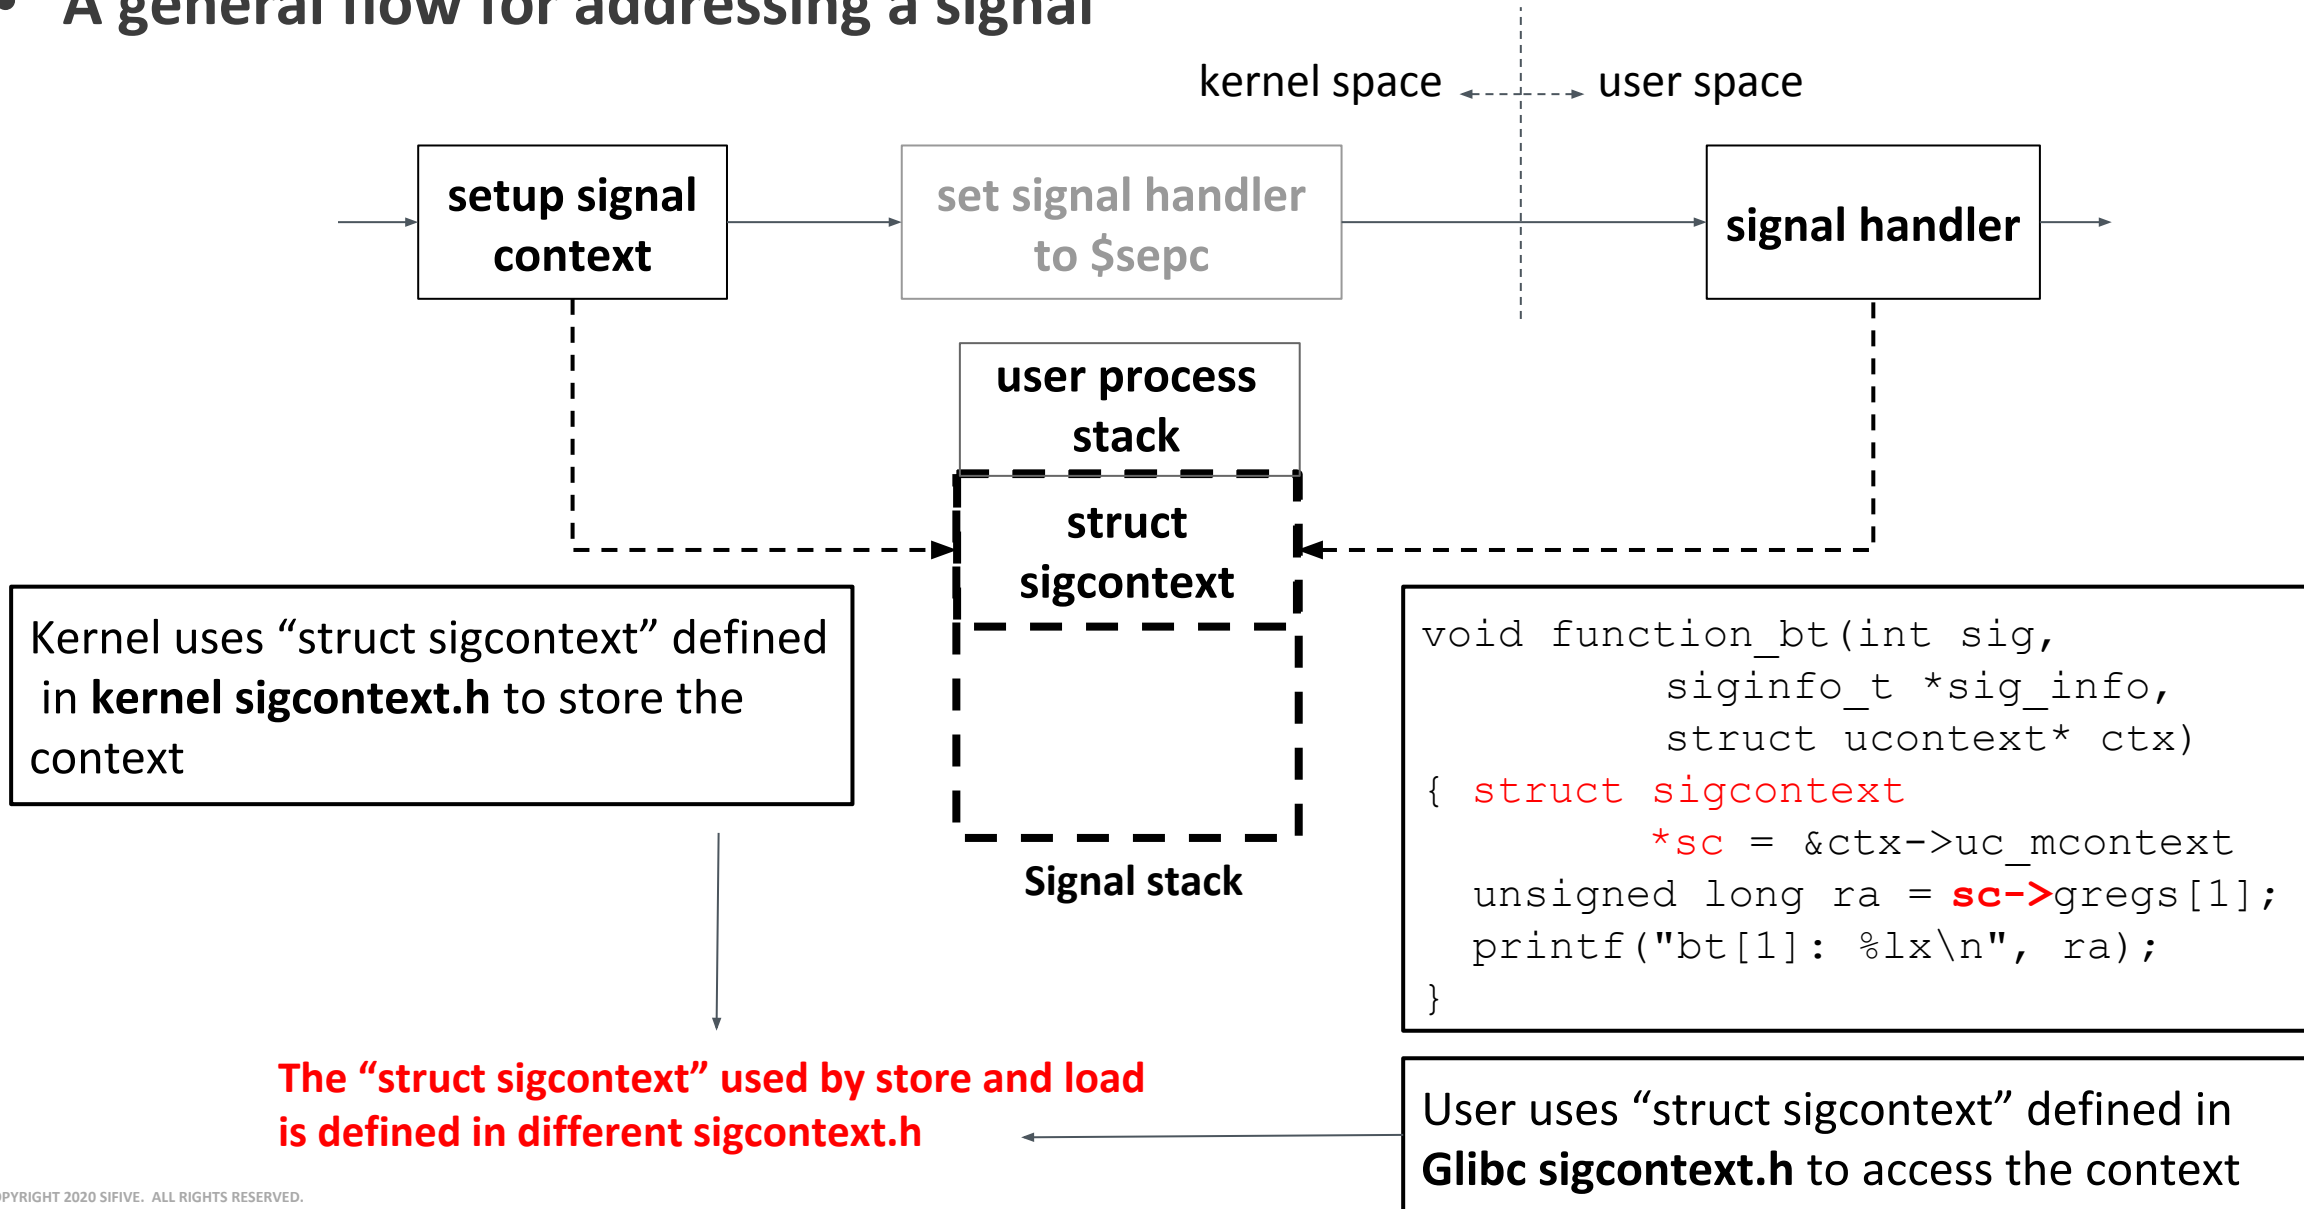 • A general flow for addressing a signal
kernel space
user space
setup signal
context
set signal handler
to $sepc
signal handler
user process
stack
struct
sigcontext
Signal stack
Kernel uses “struct sigcontext” defined
in kernel sigcontext.h to store the
context
void function_bt(int sig,
siginfo_t *sig_info,
struct ucontext* ctx)
{ struct sigcontext
*sc = &ctx->uc_mcontext
unsigned long ra = sc->gregs[1];
printf("bt[1]: %lx\n", ra);
}
The “struct sigcontext” used by store and load
is defined in different sigcontext.h
User uses “struct sigcontext” defined in
Glibc sigcontext.h to access the context
OPYRIGHT 2020 SIFIVE. ALL RIGHTS RESERVED.